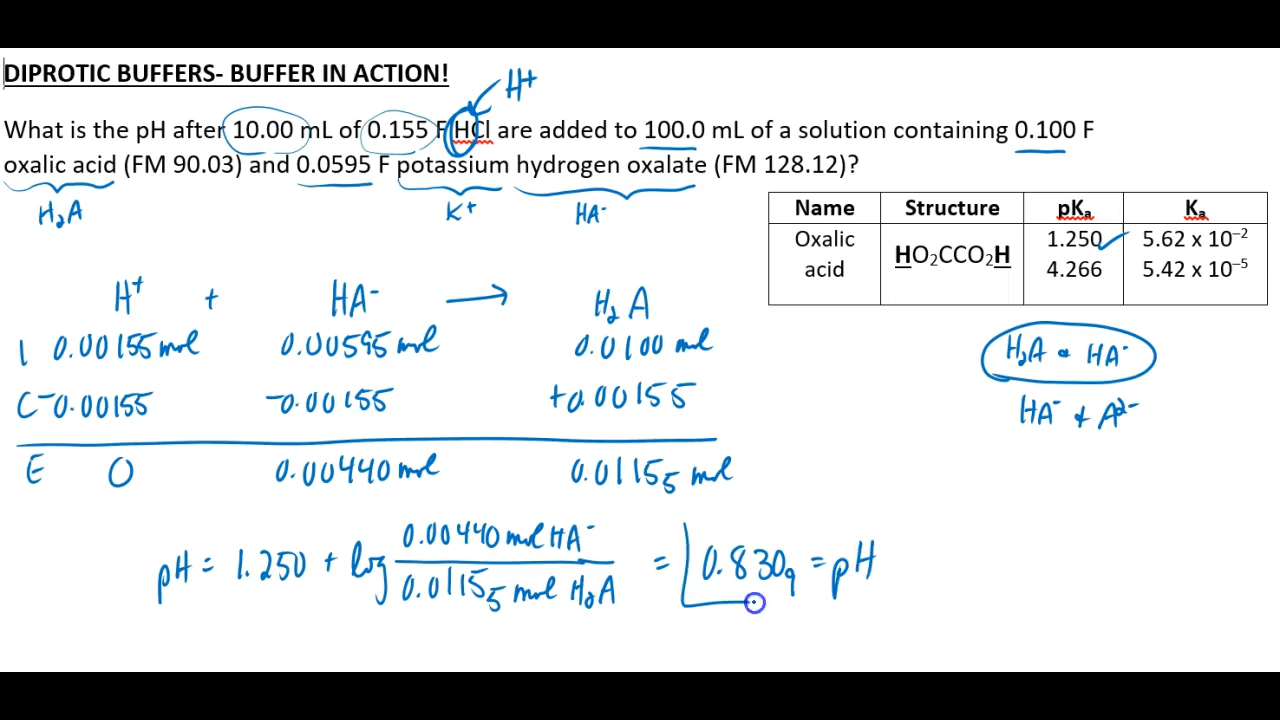 DIPROTIC BUFFERS- BUFFER IN ACTION!
H+
What is the pH after 10.00 mL of 0.155 F HCl are added to 100.0 mL of a solution containing 0.100 F
oxalic acid (FM 90.03) and 0.0595 F potassium hydrogen oxalate (FM 128.12)?
H₂A K+ HA⁻
Name Structure pKₐ Kₐ
Oxalic acid HO₂CCO₂H 1.250 5.62 x 10⁻²
4.266 5.42 x 10⁻⁵
H⁺ + HA⁻ → H₂A
I 0.00155 mol 0.00595 mol 0.0100 mol
C -0.00155 -0.00155 +0.00155
E 0 0.00440 mol 0.0115₅ mol
H₂A & HA⁻
HA⁻ & A²⁻
pH = 1.250 + log 0.00440 mol HA⁻ / 0.0115₅ mol H₂A = 0.830₉ = pH